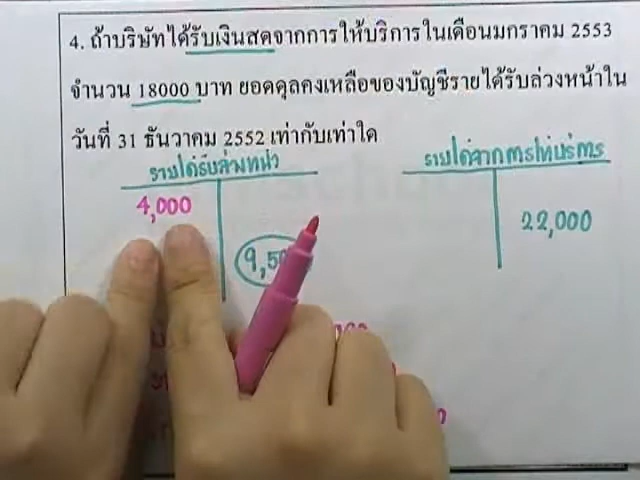 4. ถ้าบริษัทได้รับเงินสดจากการให้บริการในเดือนมกราคม 2553
จำนวน 18000 บาท ยอดดุลคงเหลือของบัญชีรายได้รับล่วงหน้าใน
วันที่ 31 ธันวาคม 2552 เท่ากับเท่าใด
รายได้รับล่วงหน้า
รายได้จากการให้บริการ
4,000
22,000